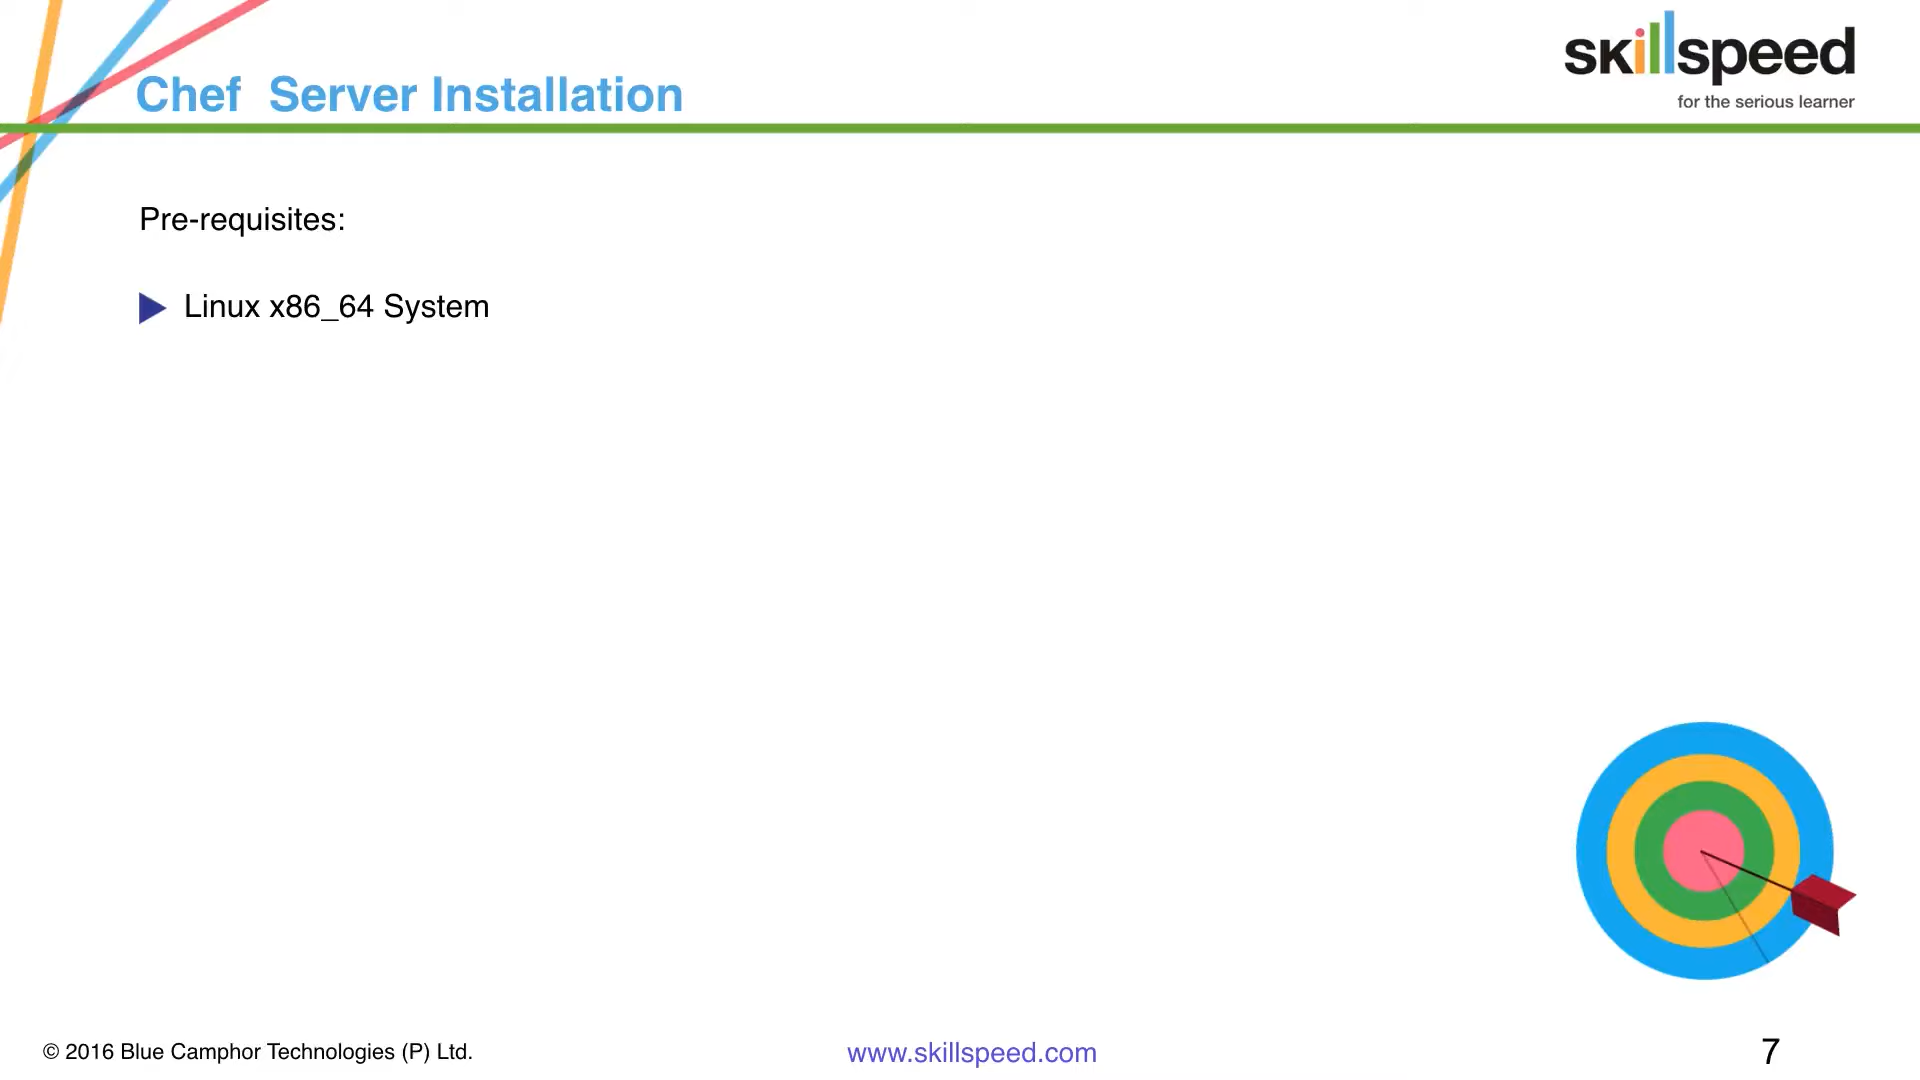 skillspeed
for the serious learner
Chef  Server Installation
Pre-requisites:
Linux x86_64 System
© 2016 Blue Camphor Technologies (P) Ltd.
www.skillspeed.com
7